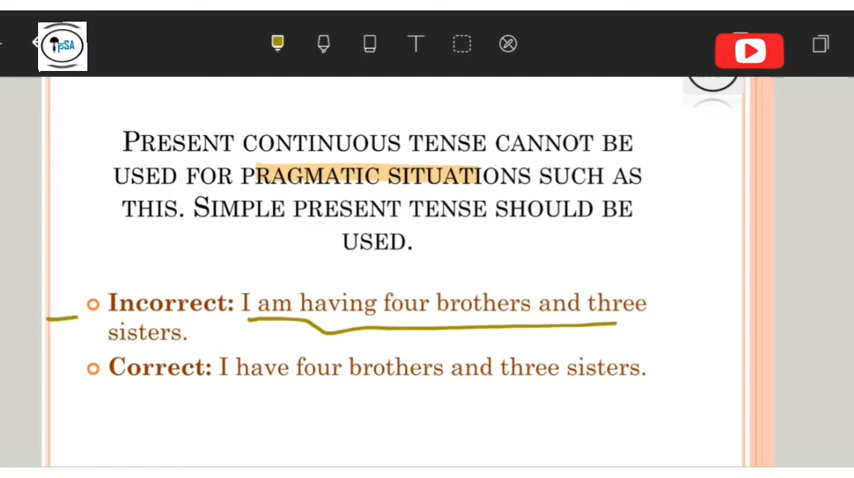 TPSA
PRESENT CONTINUOUS TENSE CANNOT BE
USED FOR PRAGMATIC SITUATIONS SUCH AS
THIS. SIMPLE PRESENT TENSE SHOULD BE
USED.
Incorrect: I am having four brothers and three
sisters.
Correct: I have four brothers and three sisters.